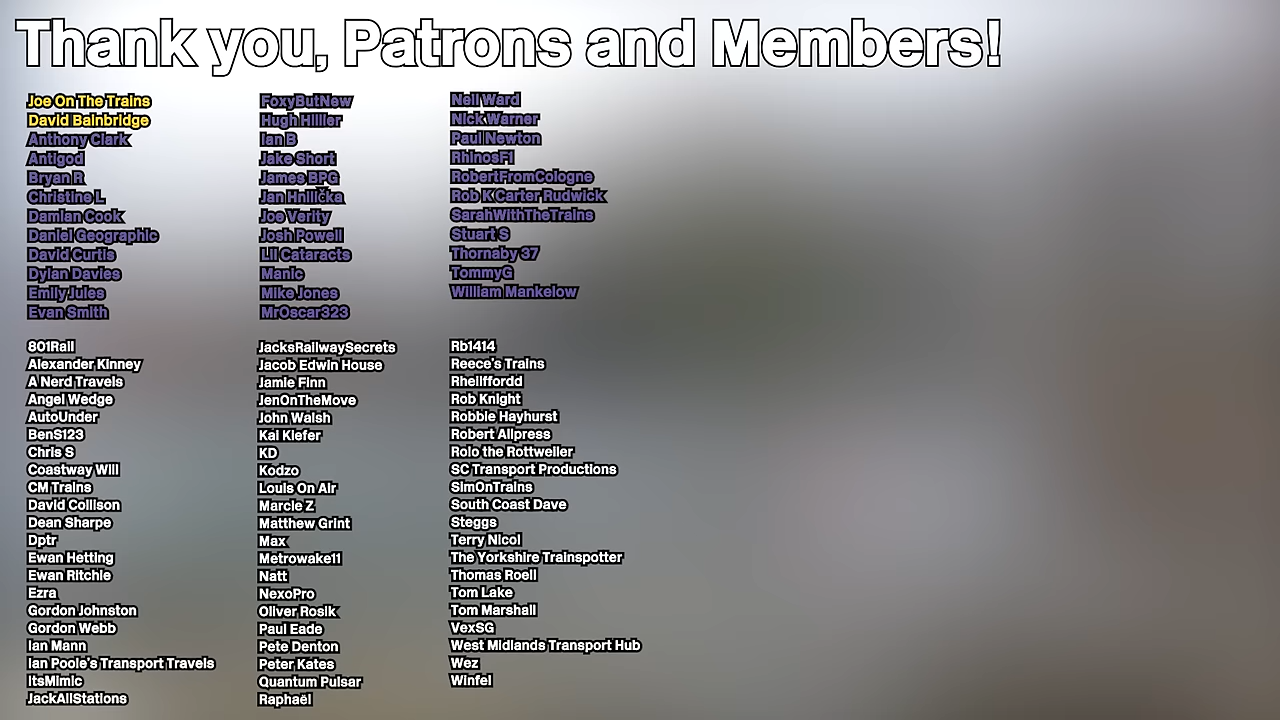 Thank you, Patrons and Members!
Joe On The Trains
David Bainbridge
Anthony Clark
Antigod
Bryan R
Christine L
Damian Cook
Daniel Geographic
David Curtis
Dylan Davies
Emily Jules
Evan Smith
FoxyButNew
Hugh Hillier
Ian B
Jake Short
James BPG
Jan Hnilička
Joe Verity
Josh Powell
Lil Cataracts
Manic
Mike Jones
MrOscar323
Neil Ward
Nick Warner
Paul Newton
RhinosF1
RobertFromCologne
Rob K Carter Rudwick
SarahWithTheTrains
Stuart S
Thornaby 37
TommyG
William Mankelow
801Rail
Alexander Kinney
A Nerd Travels
Angel Wedge
AutoUnder
BenS123
Chris S
Coastway Will
CM Trains
David Collison
Dean Sharpe
Dptr
Ewan Hetting
Ewan Ritchie
Ezra
Gordon Johnston
Gordon Webb
Ian Mann
Ian Poole's Transport Travels
ItsMimic
JackAllStations
JacksRailwaySecrets
Jacob Edwin House
Jamie Finn
JenOnTheMove
John Walsh
Kai Kiefer
KD
Kodzo
Louis On Air
Marcie Z
Matthew Grint
Max
Metrowake11
Natt
NexoPro
Oliver Rosik
Paul Eade
Pete Denton
Peter Kates
Quantum Pulsar
Raphaël
Rb1414
Reece's Trains
Rhelffordd
Rob Knight
Robbie Hayhurst
Robert Allpress
Rolo the Rottweiler
SC Transport Productions
SimOnTrains
South Coast Dave
Steggs
Terry Nicol
The Yorkshire Trainspotter
Thomas Roell
Tom Lake
Tom Marshall
VexSG
West Midlands Transport Hub
Wez
Winfel